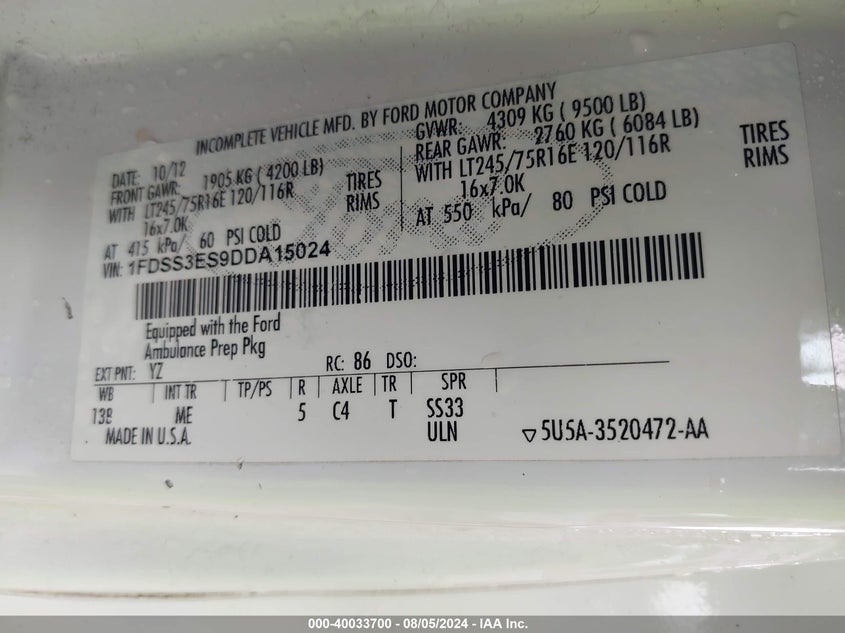 INCOMPLETE VEHICLE MFD. BY FORD MOTOR COMPANY
DATE: 10/12
GVWR: 4309 KG ( 9500 LB)
FRONT GAWR: 1905 KG ( 4200 LB)
REAR GAWR: 2760 KG ( 6084 LB)
WITH LT245/75R16E 120/116R TIRES
WITH LT245/75R16E 120/116R TIRES
16x7.0K RIMS
16x7.0K RIMS
AT 415 kPa/ 60 PSI COLD
AT 550 kPa/ 80 PSI COLD
VIN: 1FDSS3ES9DDA15024
Equipped with the Ford
Ambulance Prep Pkg
EXT PNT: YZ RC: 86 DSO:
WB INT TR TP/PS R AXLE TR SPR
138 ME 5 C4 T SS33
MADE IN U.S.A. ULN ▽5U5A-3520472-AA
000-40033700 - 08/05/2024 - IAA Inc.